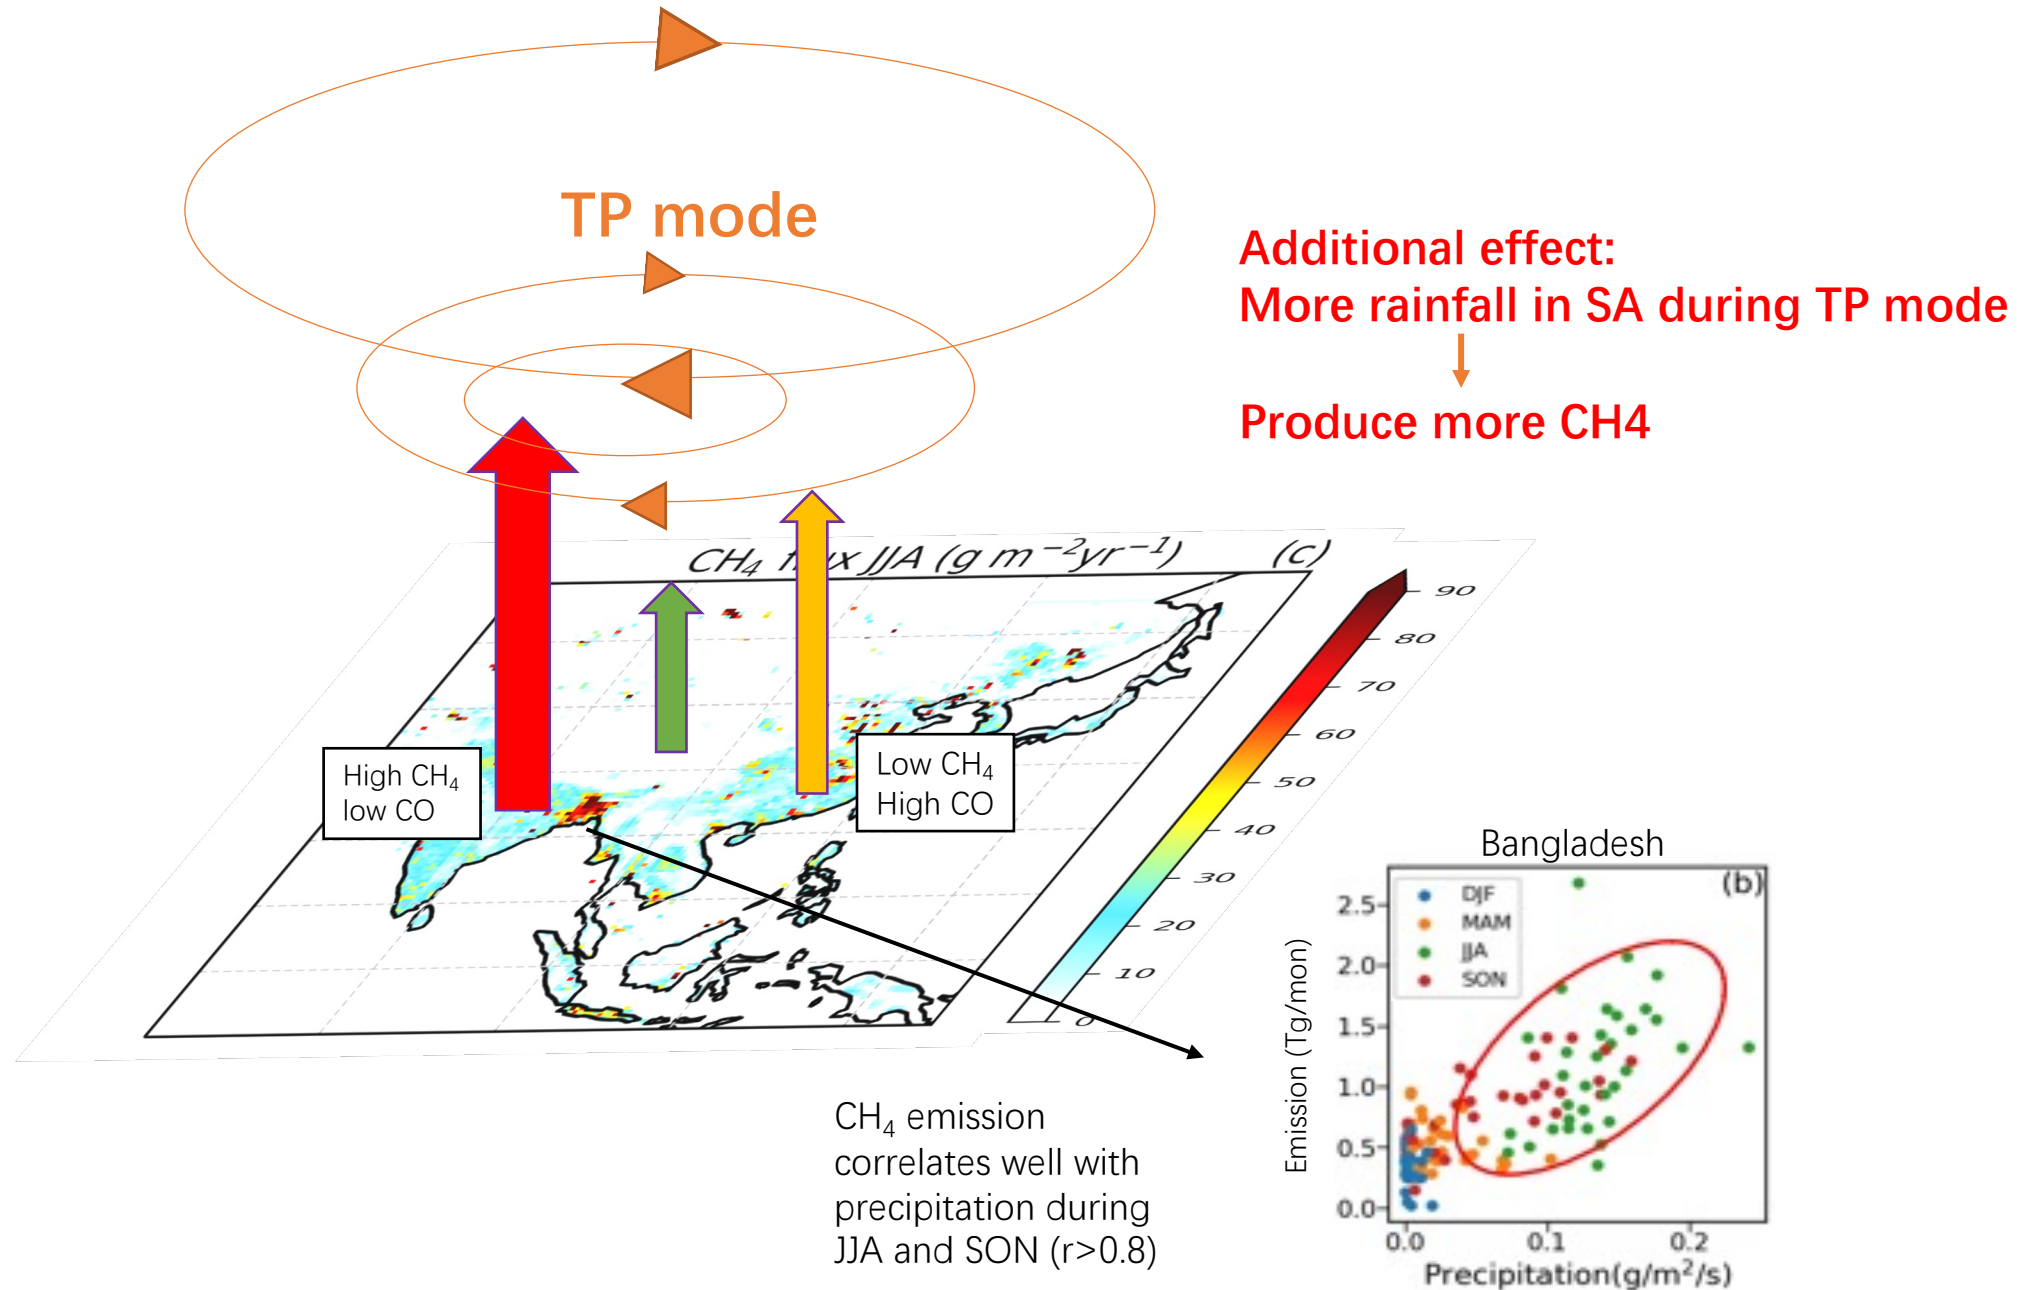 TP mode
Additional effect:
More rainfall in SA during TP mode
Produce more CH4
CH₄ flux JJA (g m⁻²yr⁻¹)
(c)
90
80
70
60
50
40
30
20
10
0
High CH₄
low CO
Low CH₄
High CO
CH₄ emission
correlates well with
precipitation during
JJA and SON (r>0.8)
Bangladesh
(b)
DJF
MAM
JJA
SON
Emission (Tg/mon)
2.5
2.0
1.5
1.0
0.5
0.0
0.0 0.1 0.2
Precipitation(g/m²/s)